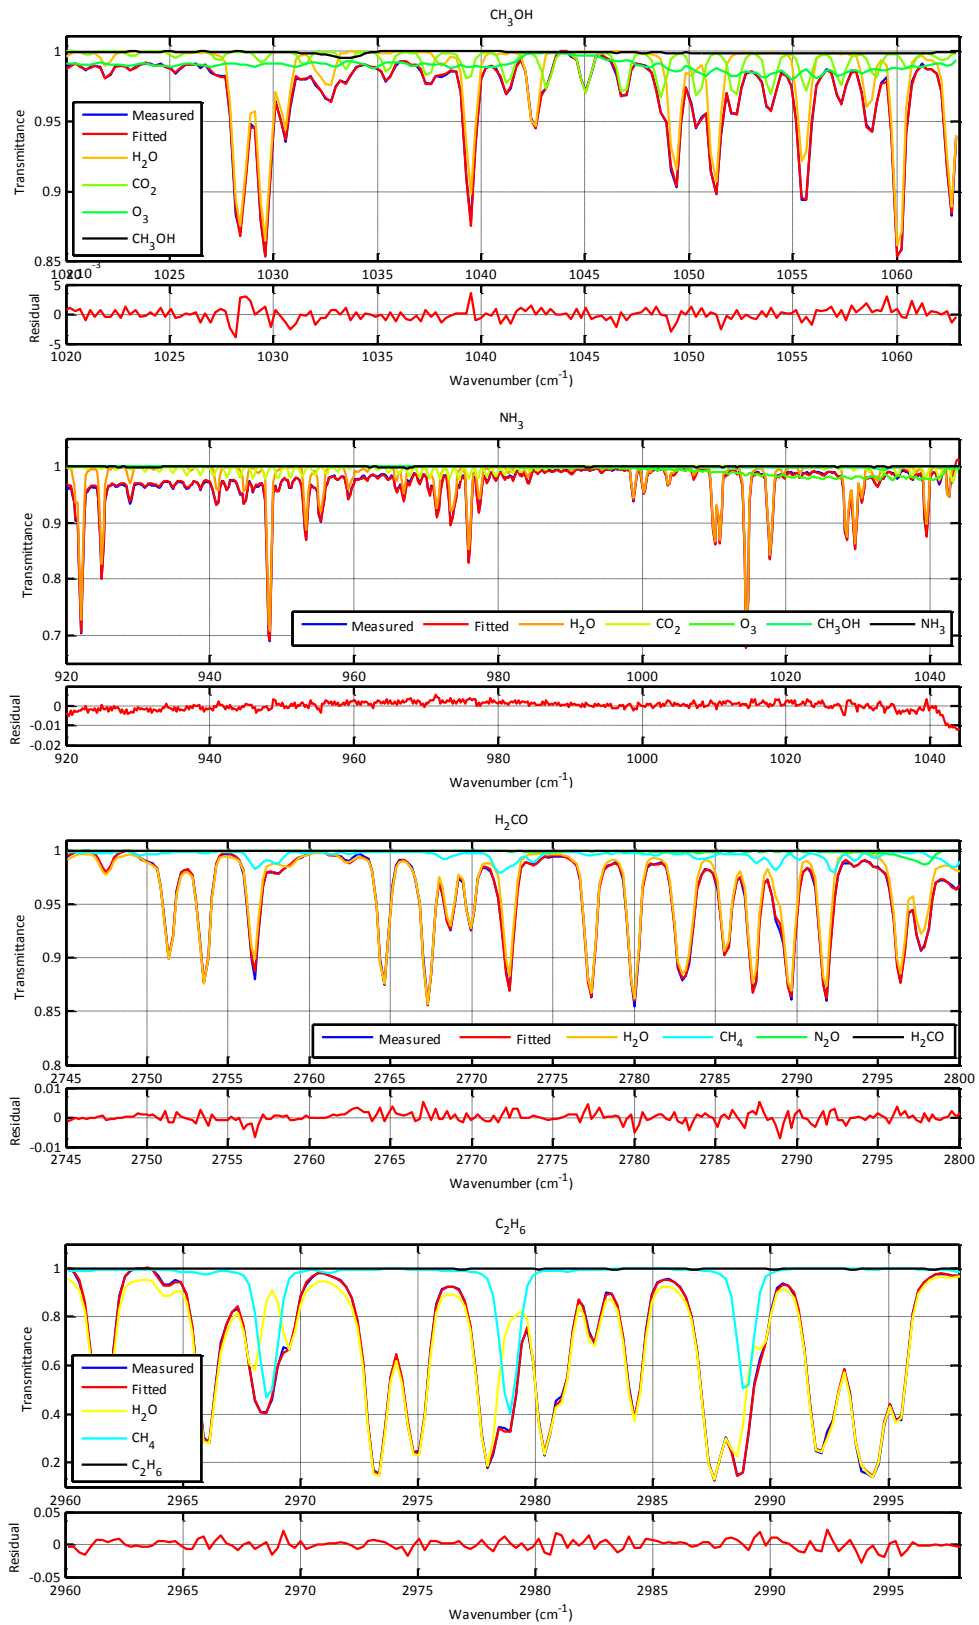 CH3OH
Transmittance
1
0.95
0.9
0.85
Measured
Fitted
H2O
CO2
O3
CH3OH
1020 1025 1030 1035 1040 1045 1050 1055 1060
x10-3
Residual
5
0
-5
1020 1025 1030 1035 1040 1045 1050 1055 1060
Wavenumber (cm-1)
NH3
Transmittance
1
0.9
0.8
0.7
Measured Fitted H2O CO2 O3 CH3OH NH3
920 940 960 980 1000 1020 1040
Residual
0
-0.01
-0.02
920 940 960 980 1000 1020 1040
Wavenumber (cm-1)
H2CO
Transmittance
1
0.95
0.9
0.85
0.8
Measured Fitted H2O CH4 N2O H2CO
2745 2750 2755 2760 2765 2770 2775 2780 2785 2790 2795 2800
Residual
0.01
0
-0.01
2745 2750 2755 2760 2765 2770 2775 2780 2785 2790 2795 2800
Wavenumber (cm-1)
C2H6
Transmittance
1
0.8
0.6
0.4
0.2
Measured
Fitted
H2O
CH4
C2H6
2960 2965 2970 2975 2980 2985 2990 2995
Residual
0.05
0
-0.05
2960 2965 2970 2975 2980 2985 2990 2995
Wavenumber (cm-1)